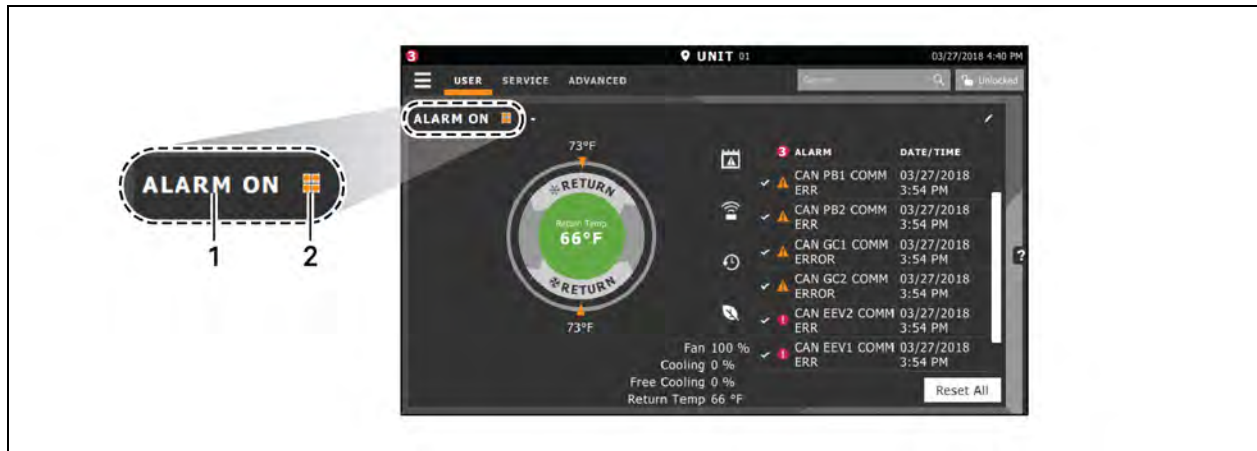 3
UNIT 01
03/27/2018 4:40 PM
USER SERVICE ADVANCED
Unlocked
ALARM ON
ALARM ON
1 2
73°F
RETURN
Return Temp
66°F
RETURN
73°F
Fan 100 %
Cooling 0 %
Free Cooling 0 %
Return Temp 66 °F
3 ALARM DATE/TIME
CAN PB1 COMM 03/27/2018
ERR 3:54 PM
CAN PB2 COMM 03/27/2018
ERR 3:54 PM
CAN GC1 COMM 03/27/2018
ERROR 3:54 PM
CAN GC2 COMM 03/27/2018
ERROR 3:54 PM
CAN EEV2 COMM 03/27/2018
ERR 3:54 PM
CAN EEV1 COMM 03/27/2018
ERR 3:54 PM
Reset All
?